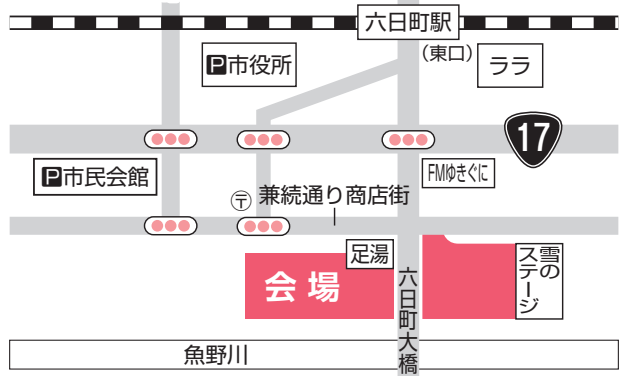 六日町駅
(東口)
ララ
P市役所
17
P市民会館
FMゆきぐに
〒 兼続通り商店街
足湯
会場
雪の
ステージ
六日町大橋
魚野川